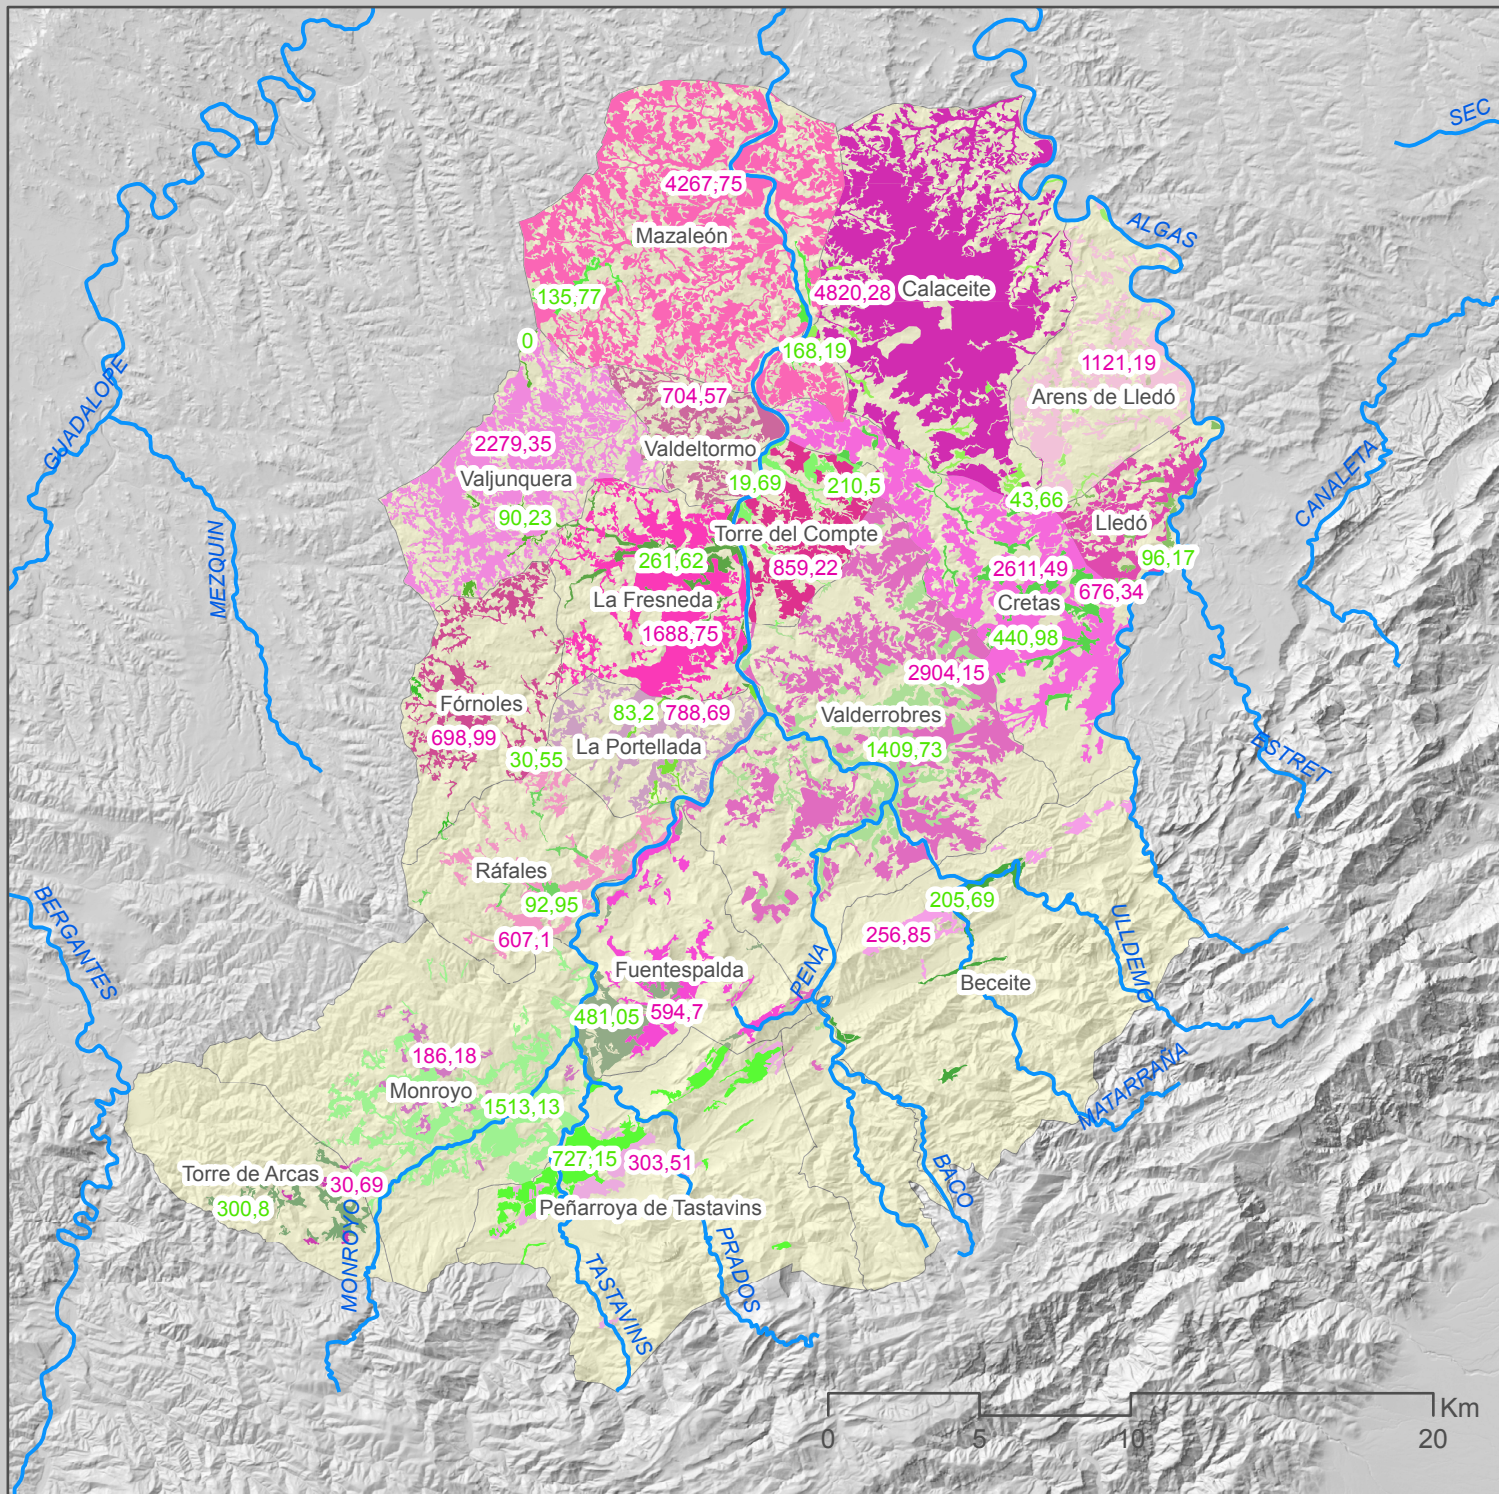 SEC
4267,75
Mazaleón
ALGAS
135,77
4820,28
Calaceite
0
168,19
1121,19
Arens de Lledó
GUADALOPE
704,57
2279,35
Valdeltormo
Valjunquera
19,69
210,5
43,66
CANALETA
90,23
Torre del Compte
Lledó
MEZQUIN
261,62
859,22
2611,49
96,17
676,34
La Fresneda
Cretas
1688,75
440,98
2904,15
Fórnoles
83,2
788,69
Valderrobres
698,99
La Portellada
1409,73
30,55
ESTRET
Ráfales
92,95
205,69
BERGANTES
607,1
256,85
ULLDEMO
Fuentespalda
PENA
Beceite
481,05
594,7
186,18
Monroyo
1513,13
MATARRAÑA
Torre de Arcas
30,69
727,15
303,51
300,8
Peñarroya de Tastavins
BACO
MONROYO
TASTAVINS
PRADOS
Km
0
5
10
20